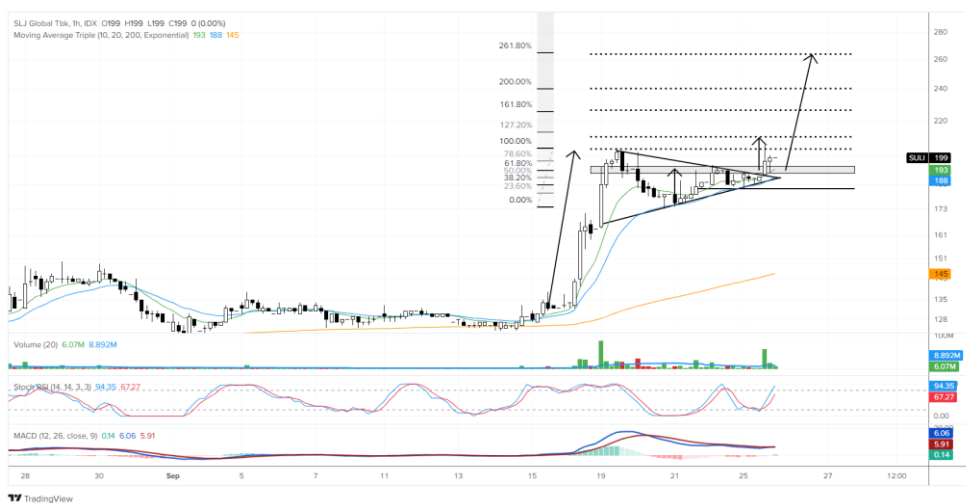 SLJ Global Tbk, 1h, IDX O199 H199 L199 C199 0 (0.00%)
Moving Average Triple (10, 20, 200, Exponential) 193 188 145
261.80%
200.00%
161.80%
127.20%
100.00%
78.60%
61.80%
50.00%
38.20%
23.60%
0.00%
280
260
240
220
SULI 199
193
188
173
161
151
145
135
128
Volume (20) 6.07M 8.892M
100M
8.892M
6.07M
Stoch RSI (14, 14, 3, 3) 94.35 67.27
94.35
67.27
0.00
MACD (12, 26, close, 9) 0.14 6.06 5.91
6.06
5.91
0.14
28 30 Sep 5 7 11 13 15 19 21 25 27 12:00
TradingView